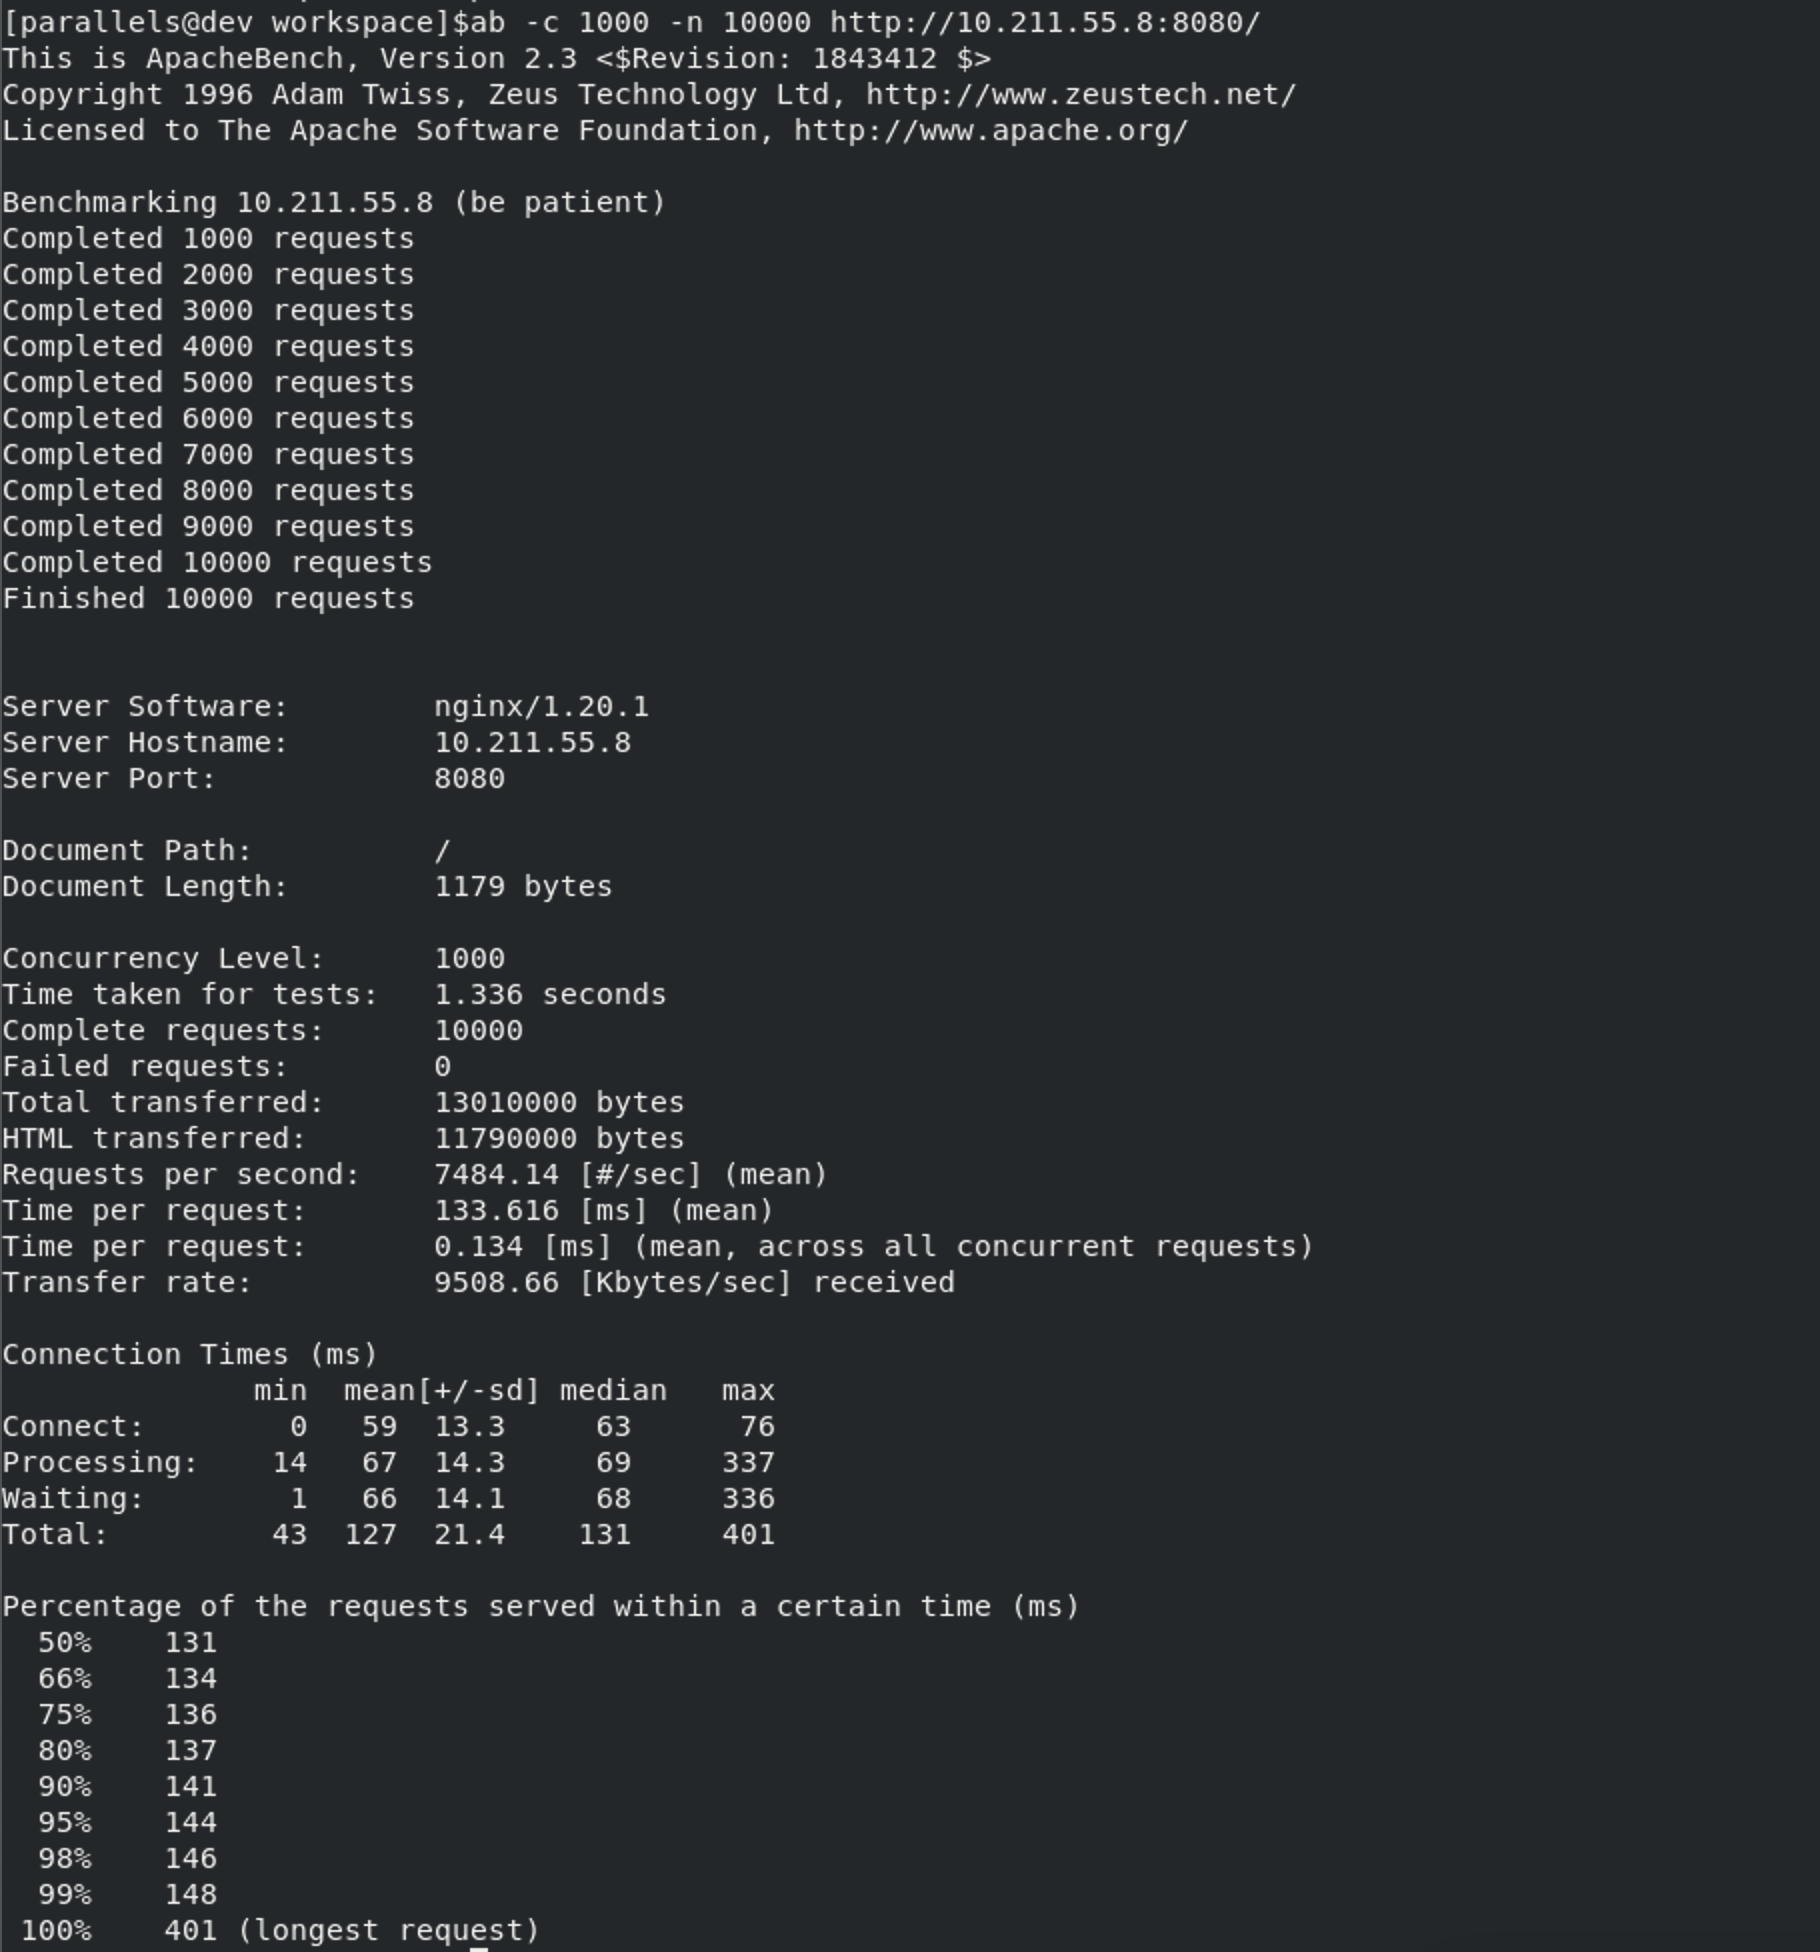 [parallels@dev workspace]$ab -c 1000 -n 10000 http://10.211.55.8:8080/
This is ApacheBench, Version 2.3 <$Revision: 1843412 $>
Copyright 1996 Adam Twiss, Zeus Technology Ltd, http://www.zeustech.net/
Licensed to The Apache Software Foundation, http://www.apache.org/

Benchmarking 10.211.55.8 (be patient)
Completed 1000 requests
Completed 2000 requests
Completed 3000 requests
Completed 4000 requests
Completed 5000 requests
Completed 6000 requests
Completed 7000 requests
Completed 8000 requests
Completed 9000 requests
Completed 10000 requests
Finished 10000 requests


Server Software:        nginx/1.20.1
Server Hostname:        10.211.55.8
Server Port:            8080

Document Path:          /
Document Length:        1179 bytes

Concurrency Level:      1000
Time taken for tests:   1.336 seconds
Complete requests:      10000
Failed requests:        0
Total transferred:      13010000 bytes
HTML transferred:       11790000 bytes
Requests per second:    7484.14 [#/sec] (mean)
Time per request:       133.616 [ms] (mean)
Time per request:       0.134 [ms] (mean, across all concurrent requests)
Transfer rate:          9508.66 [Kbytes/sec] received

Connection Times (ms)
              min  mean[+/-sd] median   max
Connect:        0   59  13.3     63      76
Processing:    14   67  14.3     69     337
Waiting:        1   66  14.1     68     336
Total:         43  127  21.4    131     401

Percentage of the requests served within a certain time (ms)
  50%    131
  66%    134
  75%    136
  80%    137
  90%    141
  95%    144
  98%    146
  99%    148
 100%    401 (longest request)